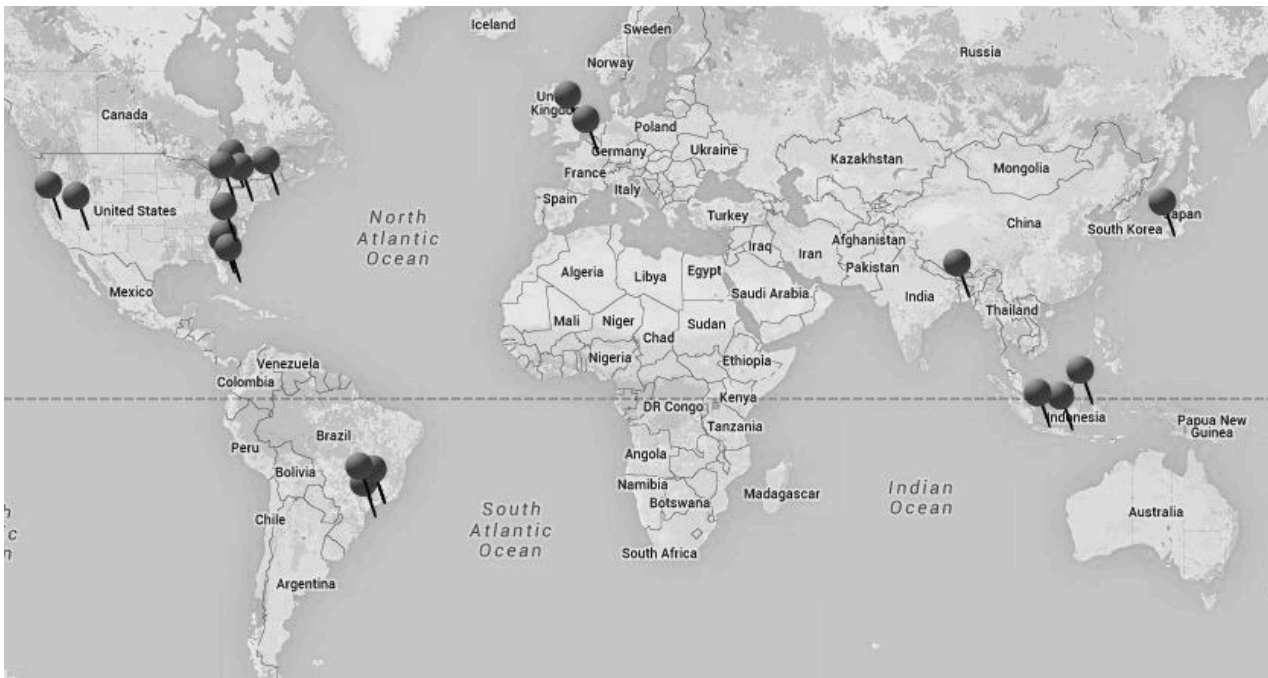 Iceland
Sweden
Russia
Norway
Canada
Kingdom
Poland
Ukraine
Germany
Kazakhstan
Mongolia
France
United States
Italy
Spain
North
Atlantic
Ocean
Turkey
China
Japan
South Korea
Iraq
Iran
Afghanistan
Pakistan
Algeria
Libya
Egypt
Mexico
Saudi Arabia
India
Thailand
Mali
Niger
Sudan
Chad
Nigeria
Ethiopia
Venezuela
Colombia
Kenya
DR Congo
Indonesia
Papua New
Guinea
Tanzania
Brazil
Peru
Angola
Bolivia
Namibia
Botswana
Madagascar
Indian
Ocean
Australia
Chile
South
Atlantic
Ocean
South Africa
Argentina